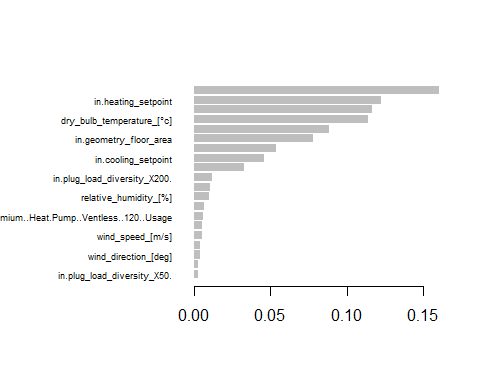 in.heating_setpoint
dry_bulb_temperature_[°c]
in.geometry_floor_area
in.cooling_setpoint
in.plug_load_diversity_X200.
relative_humidity_[%]
mium..Heat.Pump..Ventless..120..Usage
wind_speed_[m/s]
wind_direction_[deg]
in.plug_load_diversity_X50.
0.00 0.05 0.10 0.15